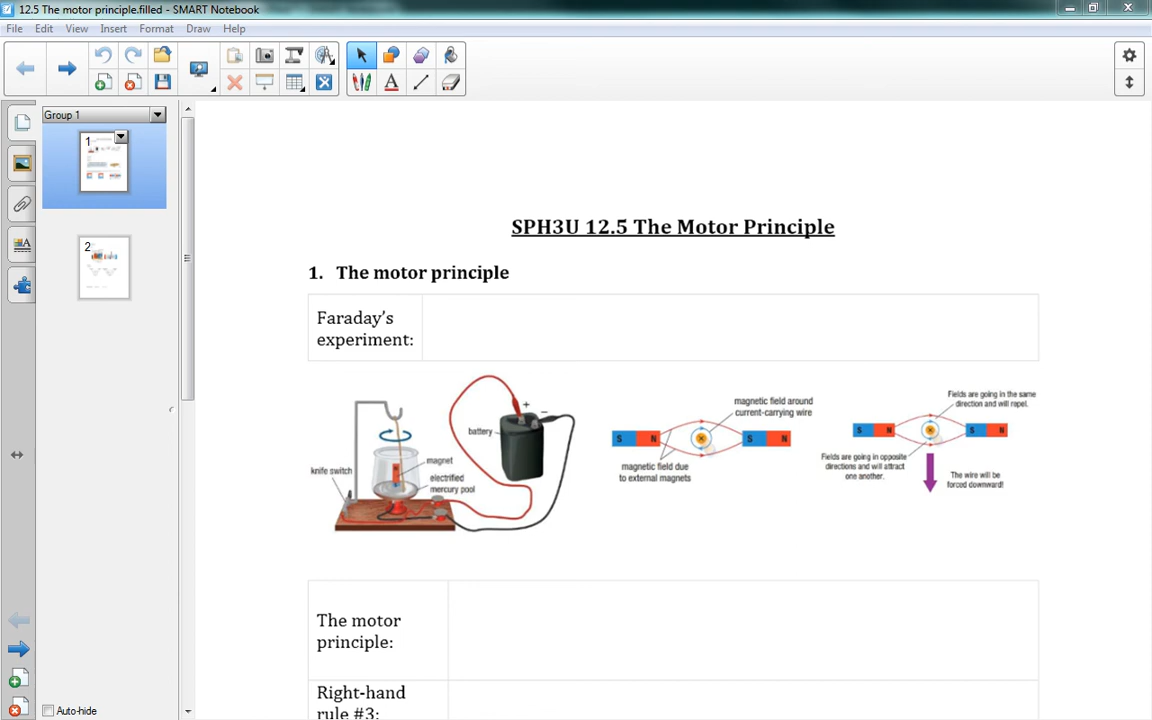 12.5 The motor principle.filled - SMART Notebook
File Edit View Insert Format Draw Help
Group 1
1
2
SPH3U 12.5 The Motor Principle
1. The motor principle
Faraday's
experiment:
knife switch
magnet
electrified
mercury pool
battery
+
−
magnetic field around
current-carrying wire
S N S N
magnetic field due
to external magnets
Fields are going in the same
direction and will repel.
S N S N
Fields are going in opposite
directions and will attract
one another.
The wire will be
forced downward!
The motor
principle:
Right-hand
rule #3:
Auto-hide